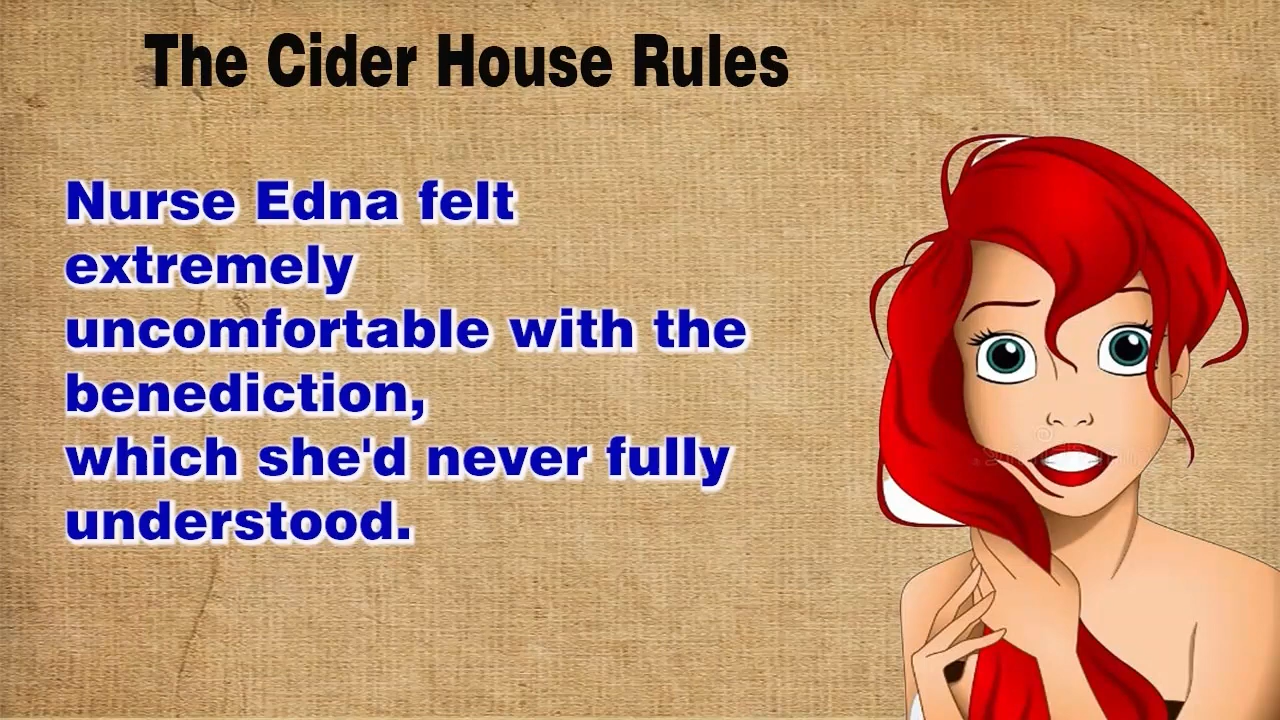 The Cider House Rules
Nurse Edna felt
extremely
uncomfortable with the
benediction,
which she'd never fully
understood.